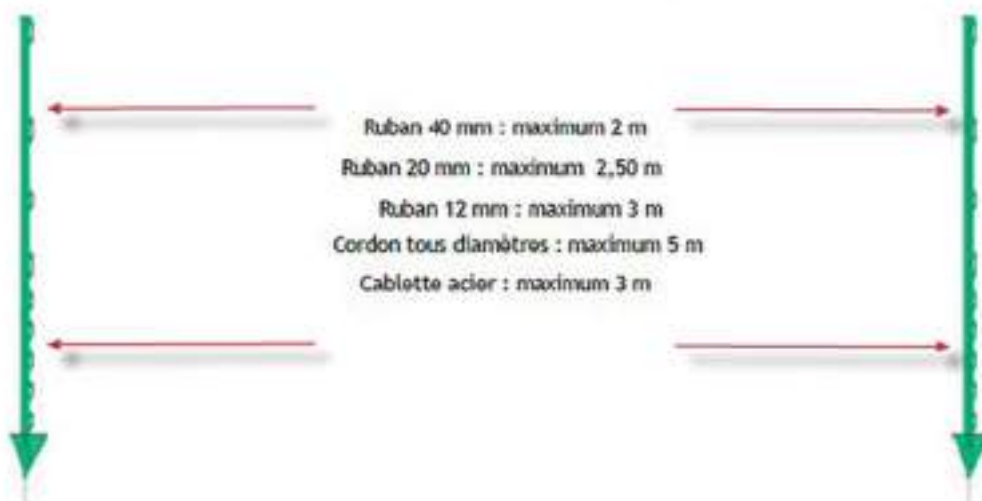 Ruban 40 mm : maximum 2 m
Ruban 20 mm : maximum 2,50 m
Ruban 12 mm : maximum 3 m
Cordon tous diamètres : maximum 5 m
Cablette acier : maximum 3 m